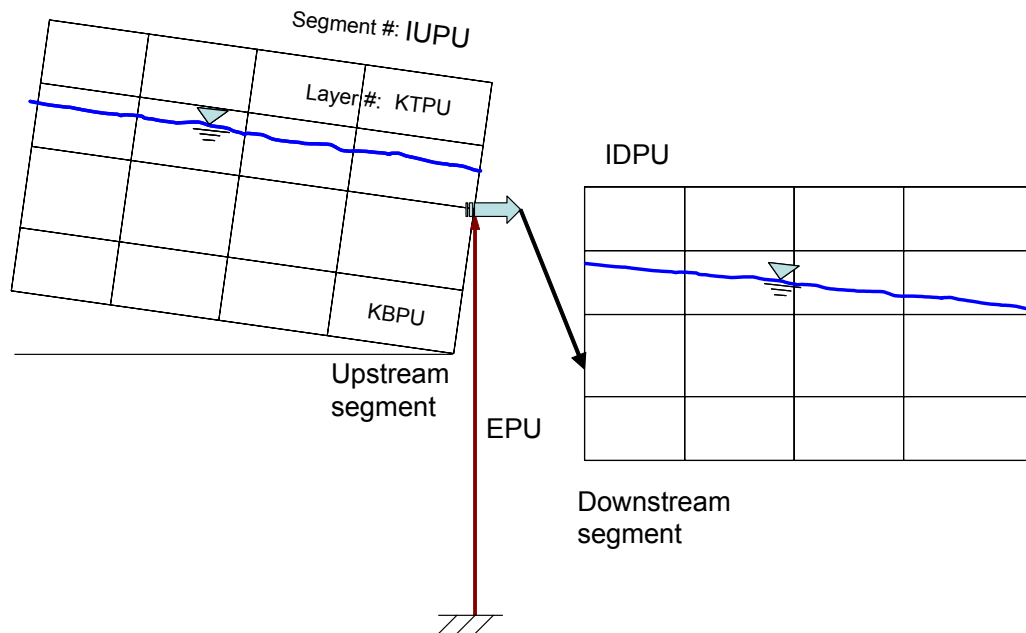 Segment #: IUPU
Layer #: KTPU
IDPU
KBPU
Upstream
segment
EPU
Downstream
segment